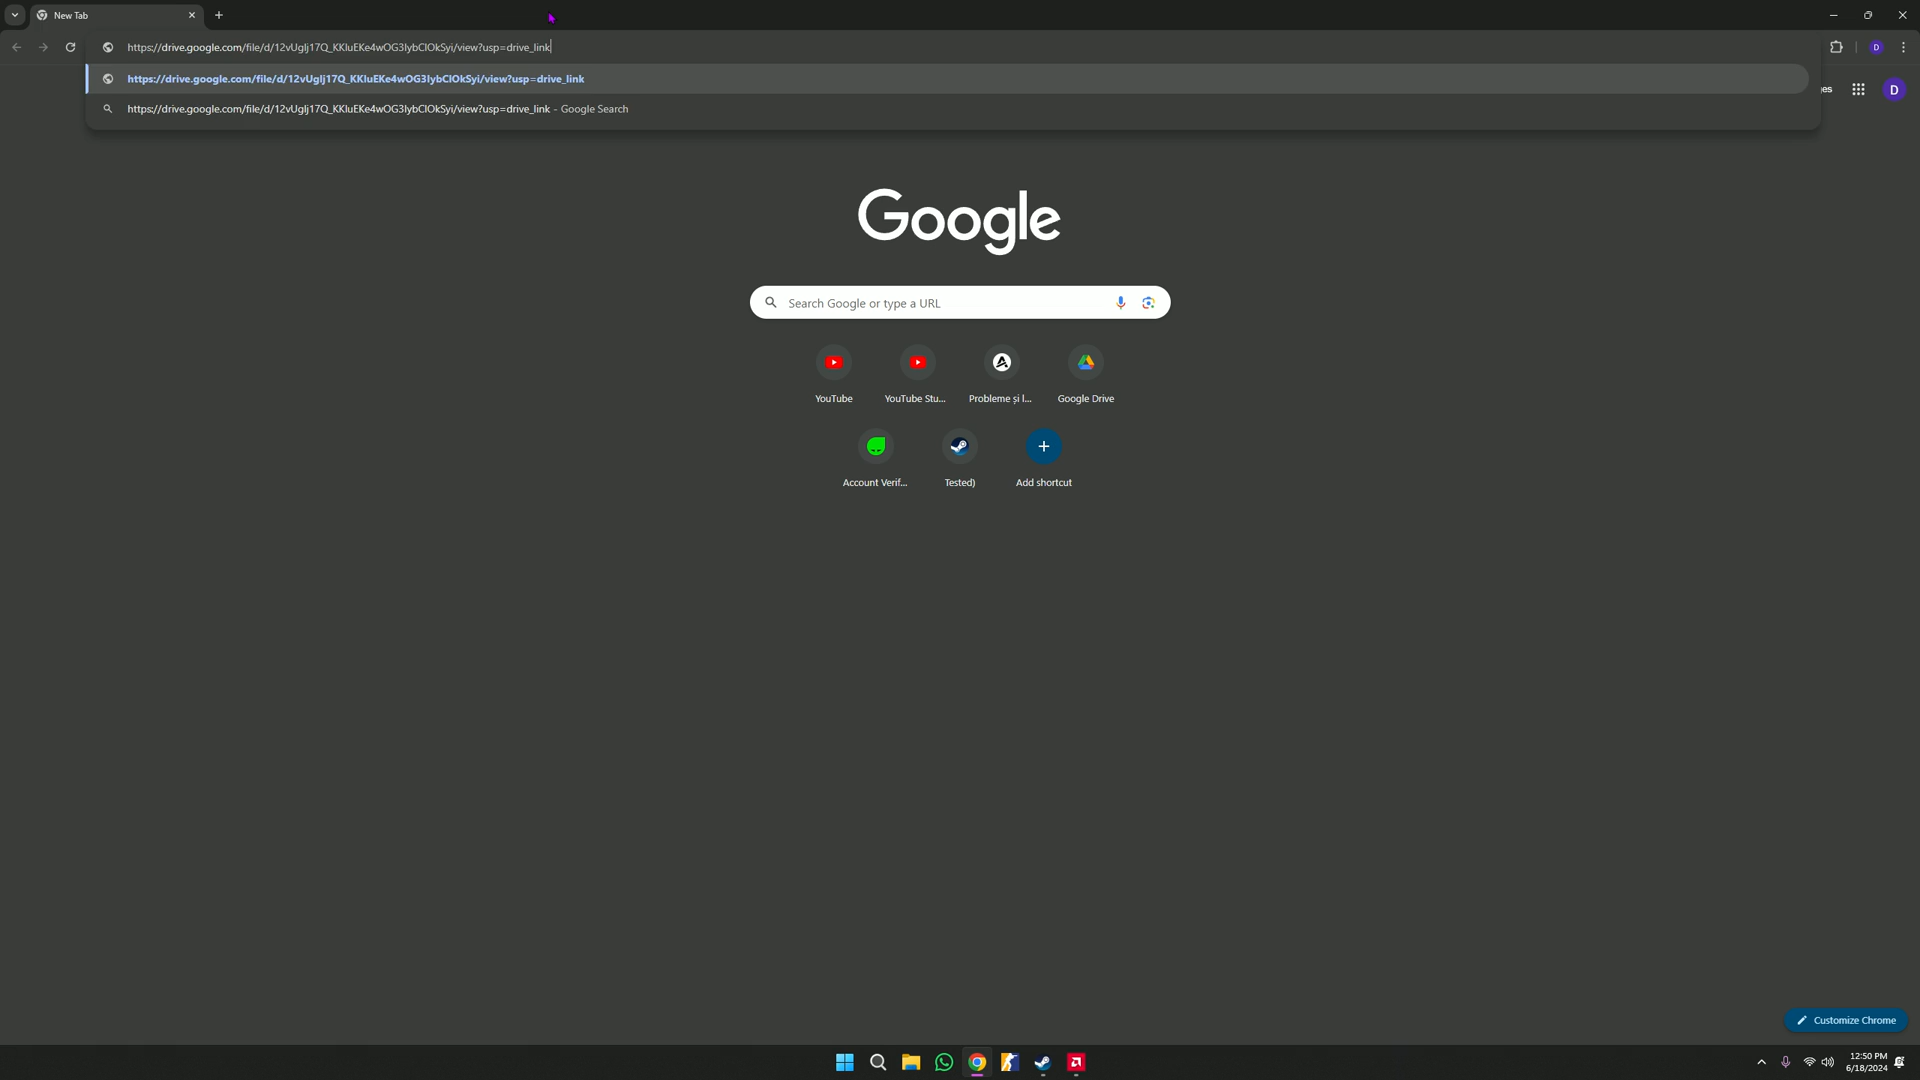 New Tab
https://drive.google.com/file/d/12vUglj17Q_KKluEKe4wOG3lybClOkSyi/view?usp=drive_link
https://drive.google.com/file/d/12vUglj17Q_KKluEKe4wOG3lybClOkSyi/view?usp=drive_link
https://drive.google.com/file/d/12vUglj17Q_KKluEKe4wOG3lybClOkSyi/view?usp=drive_link - Google Search
D
es
D
Google
Search Google or type a URL
YouTube
YouTube Stu...
Probleme și l...
Google Drive
Account Verif...
Tested)
Add shortcut
Customize Chrome
12:50 PM
6/18/2024